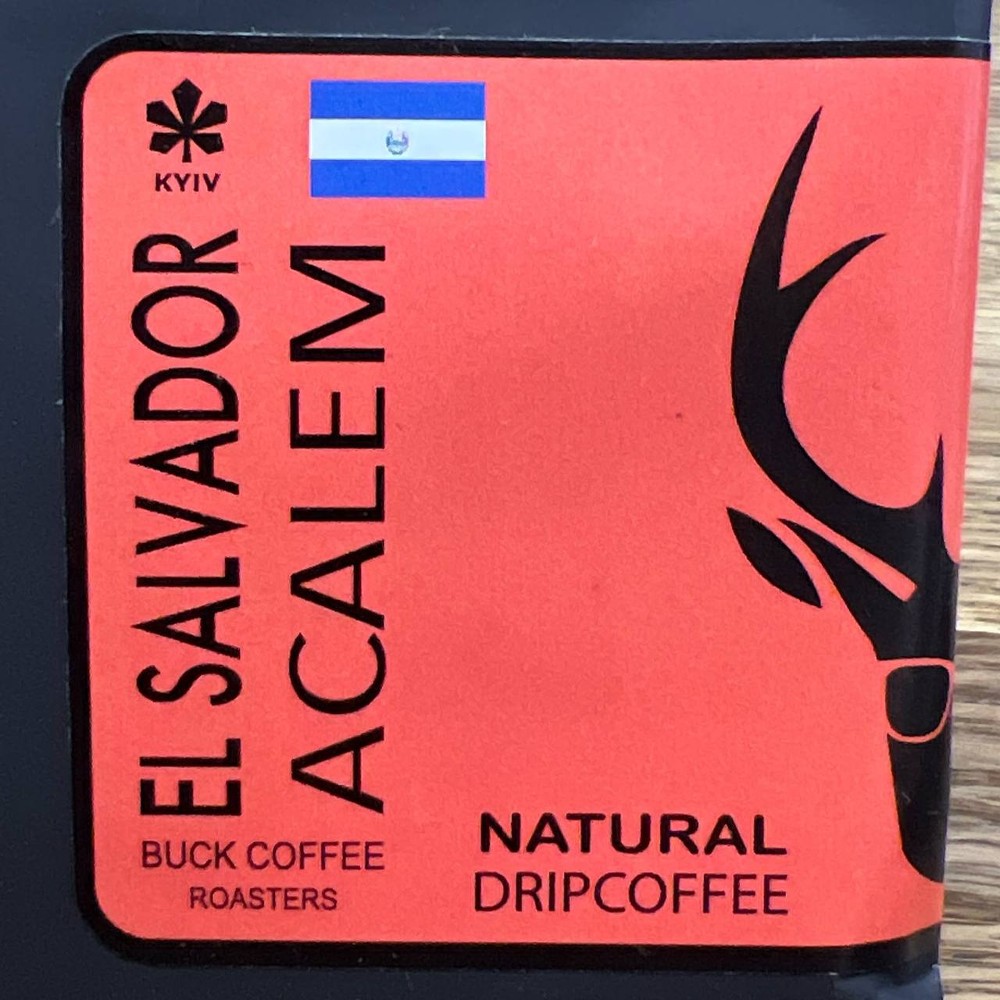 KYIV
EL SALVADOR
ACALEM
BUCK COFFEE
ROASTERS
NATURAL
DRIPCOFFEE